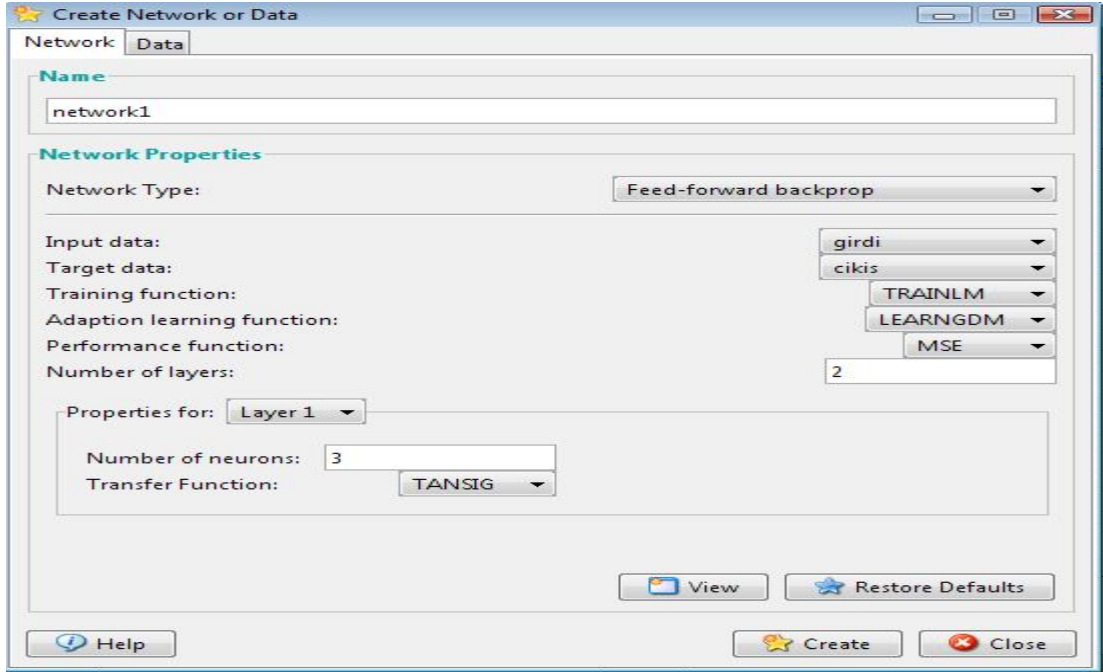 Create Network or Data
Network Data
Name
network1
Network Properties
Network Type: Feed-forward backprop
Input data: girdi
Target data: cikis
Training function: TRAINLM
Adaption learning function: LEARNGDM
Performance function: MSE
Number of layers: 2
Properties for: Layer 1
Number of neurons: 3
Transfer Function: TANSIG
View Restore Defaults
Help Create Close